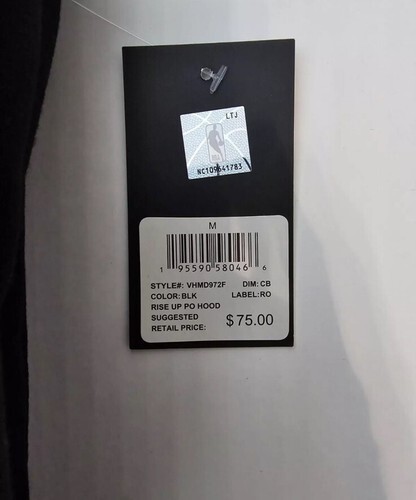 LTJ
NC109641783
M
1 95590 58046 6
STYLE#: VHMD972F DIM: CB
COLOR:BLK LABEL:RO
RISE UP PO HOOD
SUGGESTED
RETAIL PRICE: $75.00